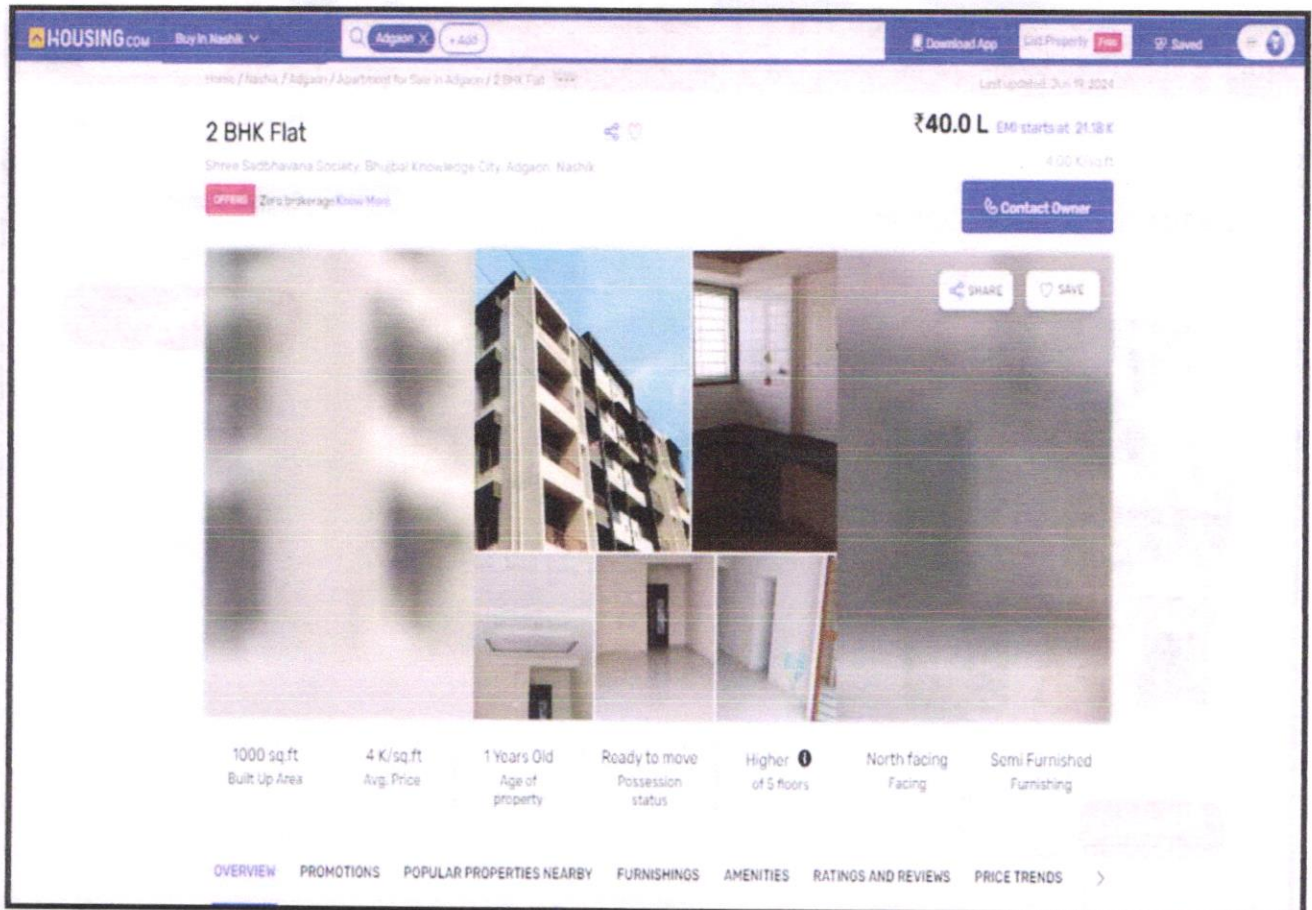 HOUSING.COM Buy in Nashik Adgaon X + Add Download App List Property Free Saved
Home / Nashik / Adgaon / Apartment for Sale in Adgaon / 2 BHK Flat Last updated: Jun 19, 2024
2 BHK Flat ₹40.0 L EMI starts at 21.18 K
Shree Sadbhavana Society, Bhujbal Knowledge City, Adgaon, Nashik 4.00 K/sq.ft
OFFERS Zero brokerage Know More
Contact Owner
SHARE SAVE
1000 sq.ft 4 K/sq.ft 1 Years Old Ready to move Higher North facing Semi Furnished
Built Up Area Avg. Price Age of Possession of 5 floors Facing Furnishing
property status
OVERVIEW PROMOTIONS POPULAR PROPERTIES NEARBY FURNISHINGS AMENITIES RATINGS AND REVIEWS PRICE TRENDS >